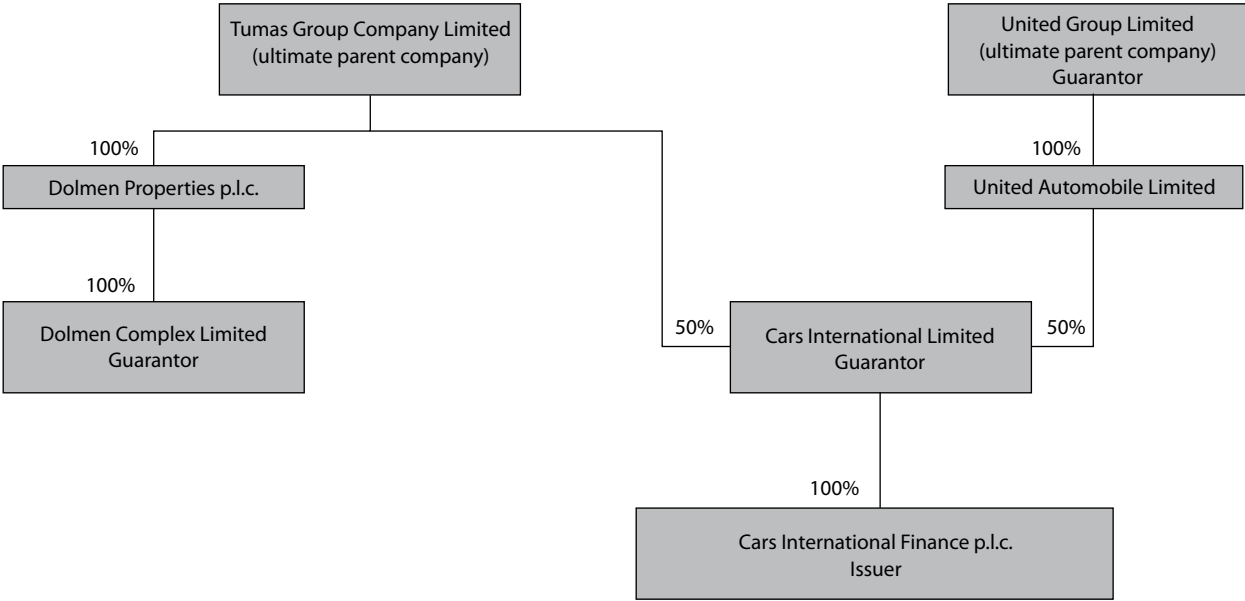 Tumas Group Company Limited
(ultimate parent company)
United Group Limited
(ultimate parent company)
Guarantor
100%
100%
Dolmen Properties p.l.c.
United Automobile Limited
100%
Dolmen Complex Limited
Guarantor
50%
Cars International Limited
Guarantor
50%
100%
Cars International Finance p.l.c.
Issuer